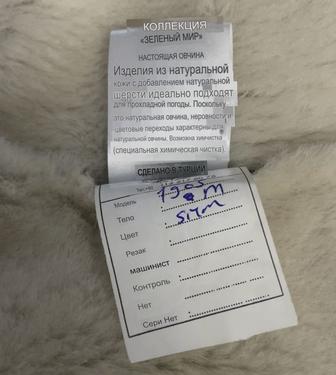 КОЛЛЕКЦИЯ
«ЗЕЛЕНЫЙ МИР»
НАСТОЯЩАЯ ОВЧИНА
Изделия из натуральной
кожи с добавлением натуральной
шерсти идеально подходят
для прохладной погоды. Поскольку
это натуральная овчина, неровности и
цветовые переходы характерны для
натуральной овчины. Возможна химчистка
(специальная химическая чистка).
СДЕЛАНО В ТУРЦИИ
Модель 7905
Тело M
Цвет
Резак
машинист
Контроль
Нет
Сери Нет